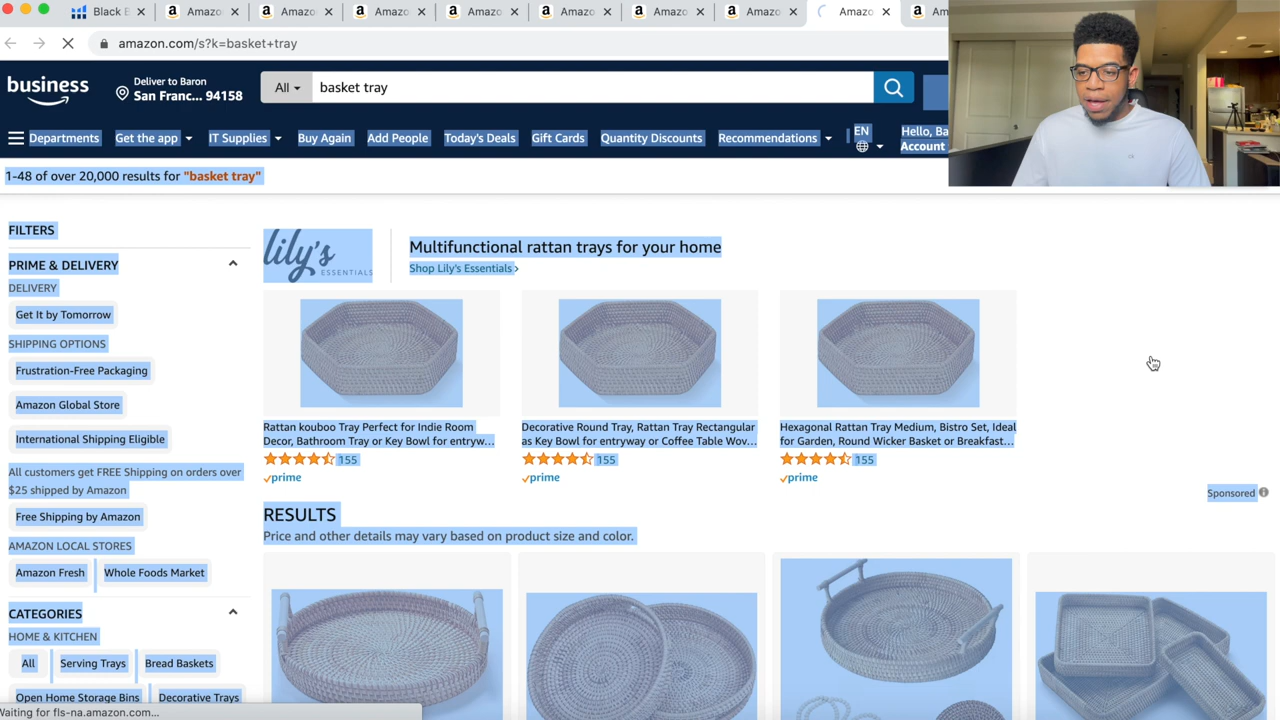 Black B
Amazo
Amazo
Amazo
Amazo
Amazo
Amazo
Amazo
Amazo
Am
amazon.com/s?k=basket+tray
business
Deliver to Baron
San Franc... 94158
All
basket tray
Departments
Get the app
IT Supplies
Buy Again
Add People
Today's Deals
Gift Cards
Quantity Discounts
Recommendations
EN
Hello, Ba
Account
1-48 of over 20,000 results for "basket tray"
FILTERS
PRIME & DELIVERY
DELIVERY
Get It by Tomorrow
SHIPPING OPTIONS
Frustration-Free Packaging
Amazon Global Store
International Shipping Eligible
All customers get FREE Shipping on orders over
$25 shipped by Amazon
Free Shipping by Amazon
AMAZON LOCAL STORES
Amazon Fresh
Whole Foods Market
CATEGORIES
HOME & KITCHEN
All
Serving Trays
Bread Baskets
Open Home Storage Bins
Decorative Trays
Waiting for fls-na.amazon.com...
lily's
ESSENTIALS
Multifunctional rattan trays for your home
Shop Lily's Essentials ›
Rattan kouboo Tray Perfect for Indie Room
Decor, Bathroom Tray or Key Bowl for entryw...
155
prime
Decorative Round Tray, Rattan Tray Rectangular
as Key Bowl for entryway or Coffee Table Wov...
155
prime
Hexagonal Rattan Tray Medium, Bistro Set, Ideal
for Garden, Round Wicker Basket or Breakfast...
155
prime
Sponsored
RESULTS
Price and other details may vary based on product size and color.